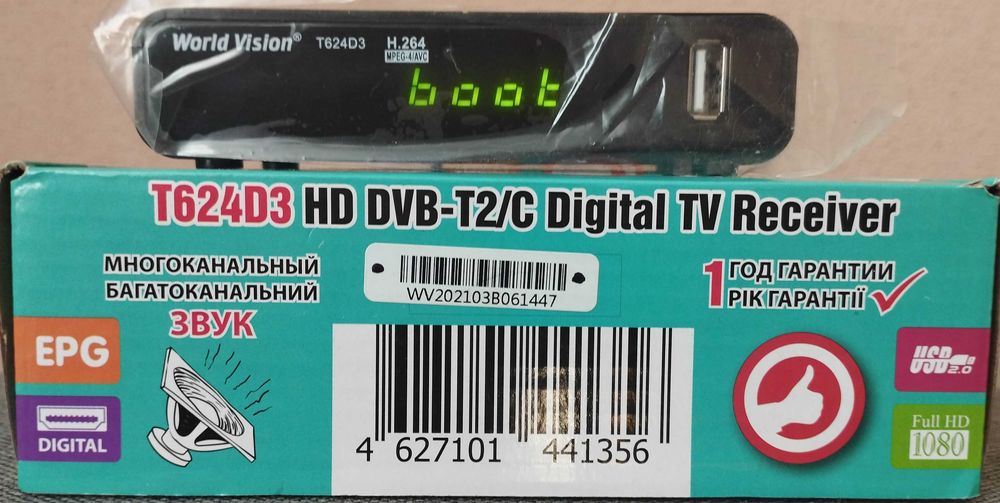 World Vision® T624D3 H.264
MPEG-4/AVC
boot
T624D3 HD DVB-T2/C Digital TV Receiver
МНОГОКАНАЛЬНЫЙ
БАГАТОКАНАЛЬНИЙ
ЗВУК
WV202103B061447
1 ГОД ГАРАНТИИ
РІК ГАРАНТІЇ
EPG
DIGITAL
4 627101 441356
USB 2.0
Full HD
1080